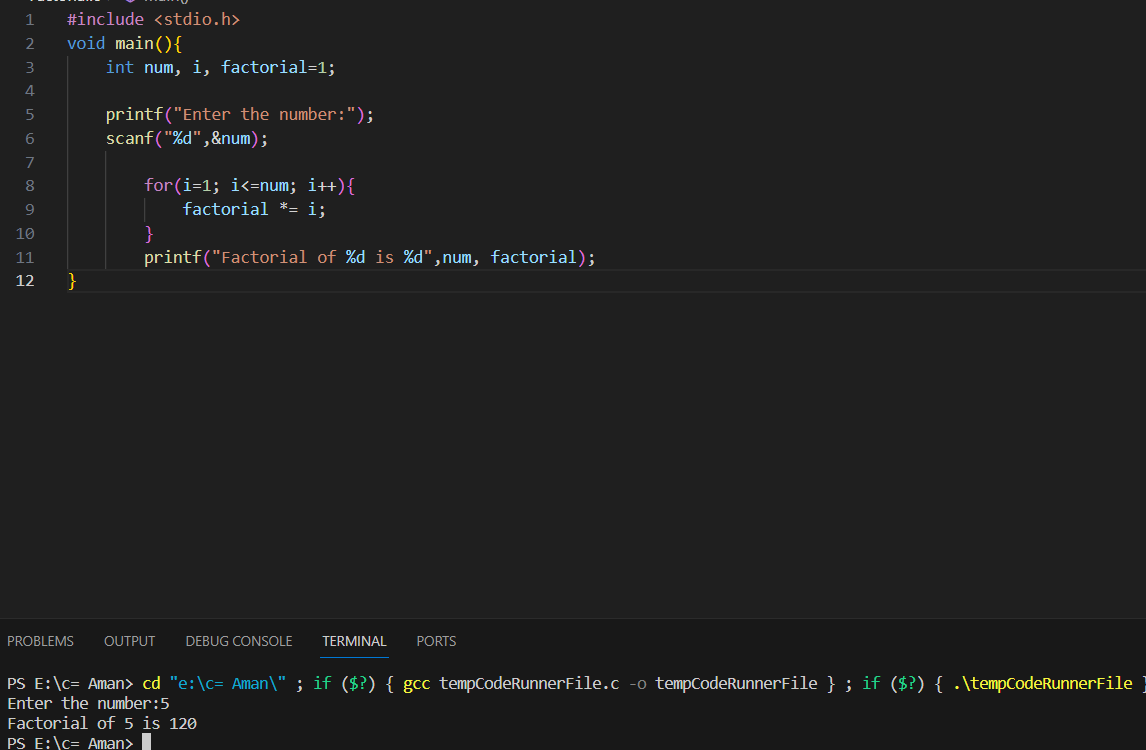 1 #include <stdio.h>
2 void main(){
3     int num, i, factorial=1;
4
5     printf("Enter the number:");
6     scanf("%d",&num);
7
8         for(i=1; i<=num; i++){
9             factorial *= i;
10         }
11         printf("Factorial of %d is %d",num, factorial);
12 }
PROBLEMS OUTPUT DEBUG CONSOLE TERMINAL PORTS
PS E:\c= Aman> cd "e:\c= Aman\" ; if ($?) { gcc tempCodeRunnerFile.c -o tempCodeRunnerFile } ; if ($?) { .\tempCodeRunnerFile }
Enter the number:5
Factorial of 5 is 120
PS E:\c= Aman>